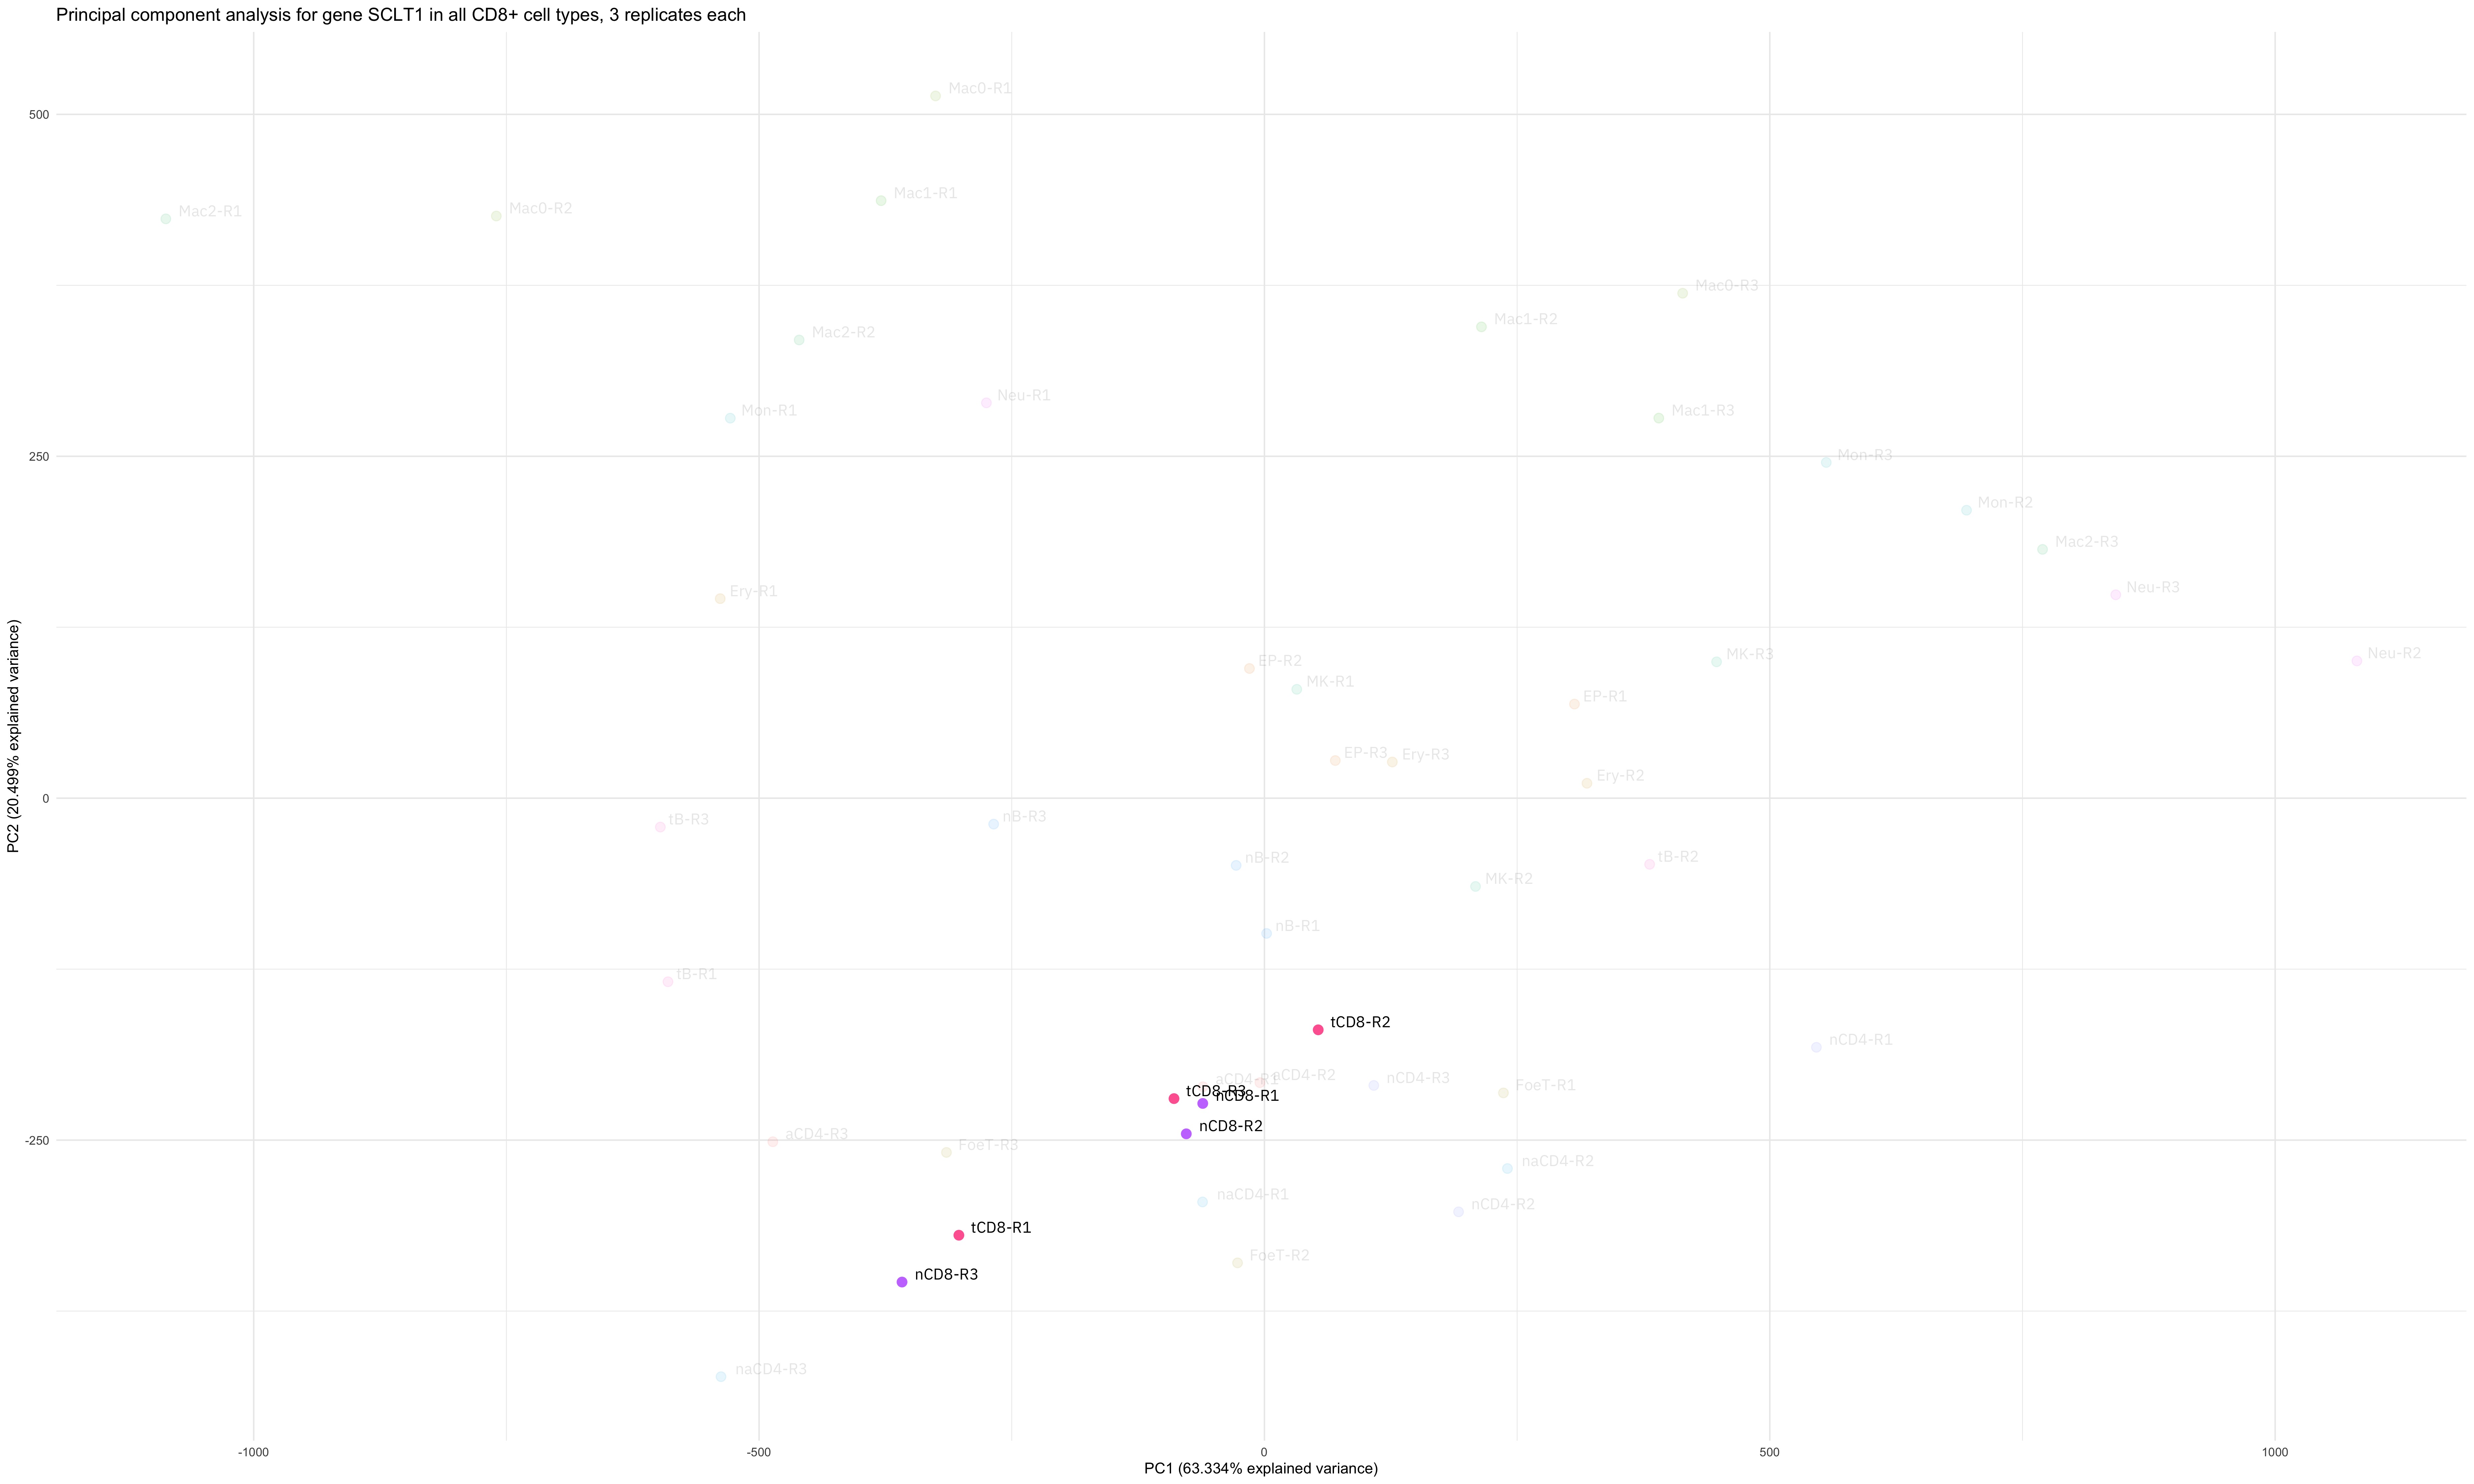 Principal component analysis for gene SCLT1 in all CD8+ cell types, 3 replicates each
Mac0-R1
500
Mac1-R1
Mac2-R1
Mac0-R2
Mac0-R3
Mac1-R2
Mac2-R2
Neu-R1
Mon-R1
Mac1-R3
250
Mon-R3
Mon-R2
Mac2-R3
Ery-R1
Neu-R3
EP-R2
MK-R3
Neu-R2
MK-R1
EP-R1
EP-R3
Ery-R3
Ery-R2
0
tB-R3
nB-R3
nB-R2
tB-R2
MK-R2
nB-R1
tB-R1
tCD8-R2
nCD4-R1
aCD4-R1
aCD4-R2
nCD4-R3
FoeT-R1
tCD8-R3
nCD8-R1
nCD8-R2
aCD4-R3
-250
FoeT-R3
naCD4-R2
naCD4-R1
nCD4-R2
tCD8-R1
FoeT-R2
nCD8-R3
naCD4-R3
PC2 (20.499% explained variance)
-1000
-500
0
500
1000
PC1 (63.334% explained variance)